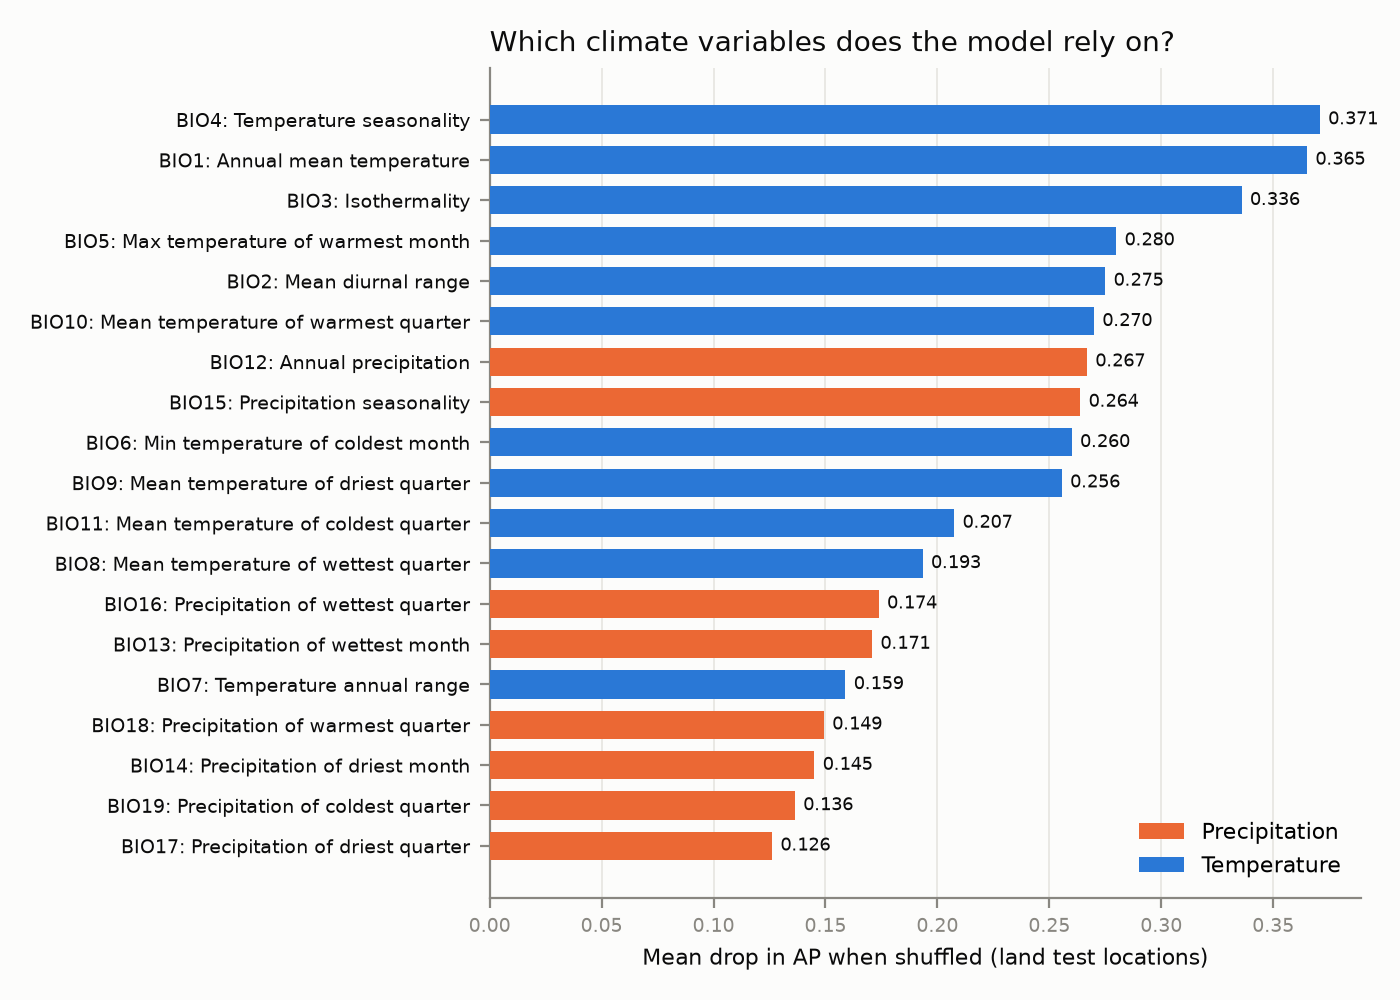 Which climate variables does the model rely on?
BIO4: Temperature seasonality 0.371
BIO1: Annual mean temperature 0.365
BIO3: Isothermality 0.336
BIO5: Max temperature of warmest month 0.280
BIO2: Mean diurnal range 0.275
BIO10: Mean temperature of warmest quarter 0.270
BIO12: Annual precipitation 0.267
BIO15: Precipitation seasonality 0.264
BIO6: Min temperature of coldest month 0.260
BIO9: Mean temperature of driest quarter 0.256
BIO11: Mean temperature of coldest quarter 0.207
BIO8: Mean temperature of wettest quarter 0.193
BIO16: Precipitation of wettest quarter 0.174
BIO13: Precipitation of wettest month 0.171
BIO7: Temperature annual range 0.159
BIO18: Precipitation of warmest quarter 0.149
BIO14: Precipitation of driest month 0.145
BIO19: Precipitation of coldest quarter 0.136
BIO17: Precipitation of driest quarter 0.126
Precipitation
Temperature
0.00 0.05 0.10 0.15 0.20 0.25 0.30 0.35
Mean drop in AP when shuffled (land test locations)